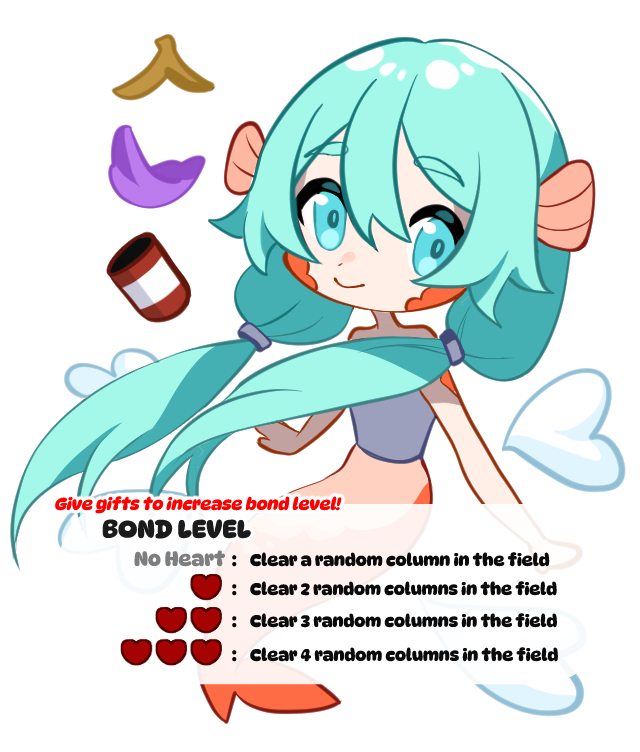 Give gifts to increase bond level!
BOND LEVEL
No Heart : Clear a random column in the field
: Clear 2 random columns in the field
: Clear 3 random columns in the field
: Clear 4 random columns in the field